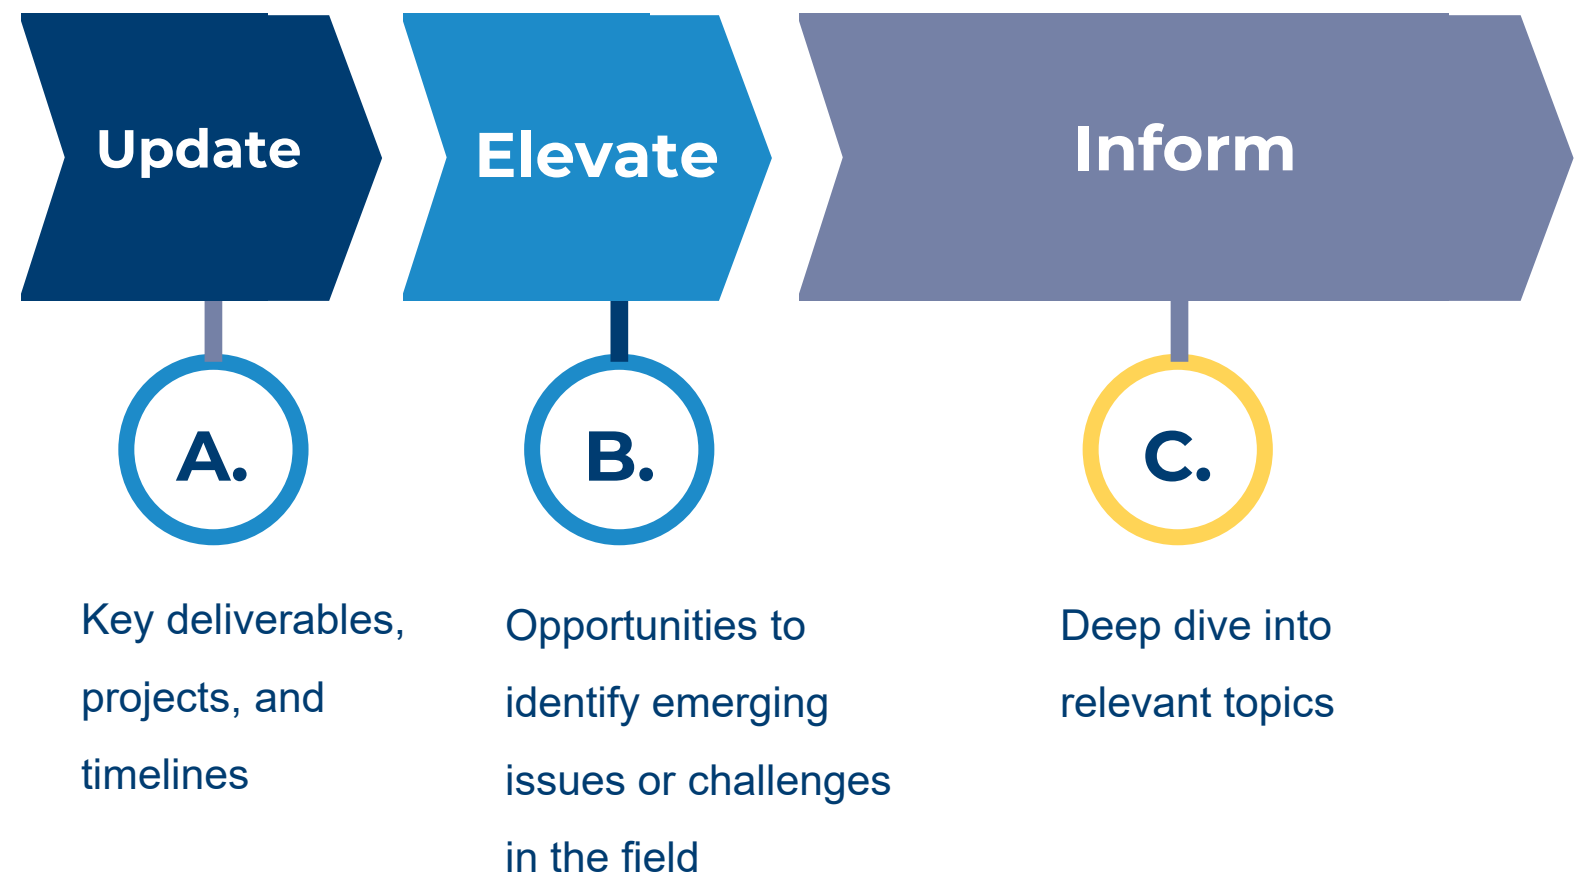 Update
Elevate
Inform
A.
B.
C.
Key deliverables,
projects, and
timelines
Opportunities to
identify emerging
issues or challenges
in the field
Deep dive into
relevant topics